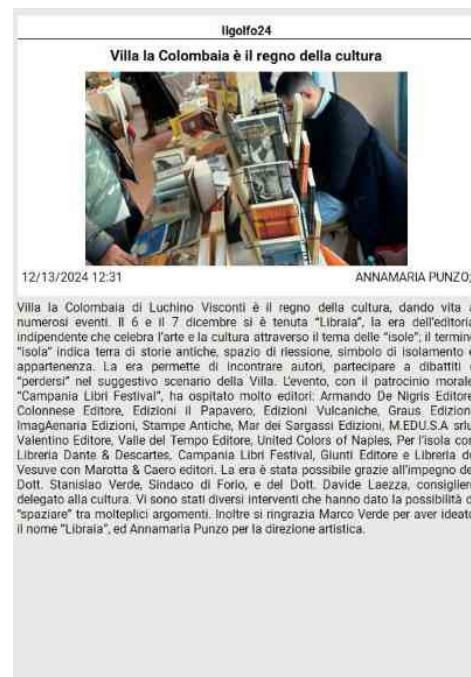 Ilgolfo24
Villa la Colombaia è il regno della cultura
12/13/2024 12:31 ANNAMARIA PUNZO;
Villa la Colombaia di Luchino Visconti è il regno della cultura, dando vita a
numerosi eventi. Il 6 e il 7 dicembre si è tenuta “Libraia”, la era dell’editoria
indipendente che celebra l’arte e la cultura attraverso il tema delle “isole”; il termine
“isola” indica terra di storie antiche, spazio di riessione, simbolo di isolamento e
appartenenza. La era permette di incontrare autori, partecipare a dibattiti e
“perdersi” nel suggestivo scenario della Villa. L’evento, con il patrocinio morale
“Campania Libri Festival”, ha ospitato molto editori: Armando De Nigris Editore,
Colonnese Editore, Edizioni il Papavero, Edizioni Vulcaniche, Graus Edizioni
ImagAenaria Edizioni, Stampe Antiche, Mar dei Sargassi Edizioni, M.EDU.S.A srlu
Valentino Editore, Valle del Tempo Editore, United Colors of Naples, Per l’isola con
Libreria Dante & Descartes, Campania Libri Festival, Giunti Editore e Libreria du
Vesuve con Marotta & Caero editori. La era è stata possibile grazie all’impegno del
Dott. Stanislao Verde, Sindaco di Forio, e del Dott. Davide Laezza, consigliere
delegato alla cultura. Vi sono stati diversi interventi che hanno dato la possibilità di
“spaziare” tra molteplici argomenti. Inoltre si ringrazia Marco Verde per aver ideato
il nome “Libraia”, ed Annamaria Punzo per la direzione artistica.